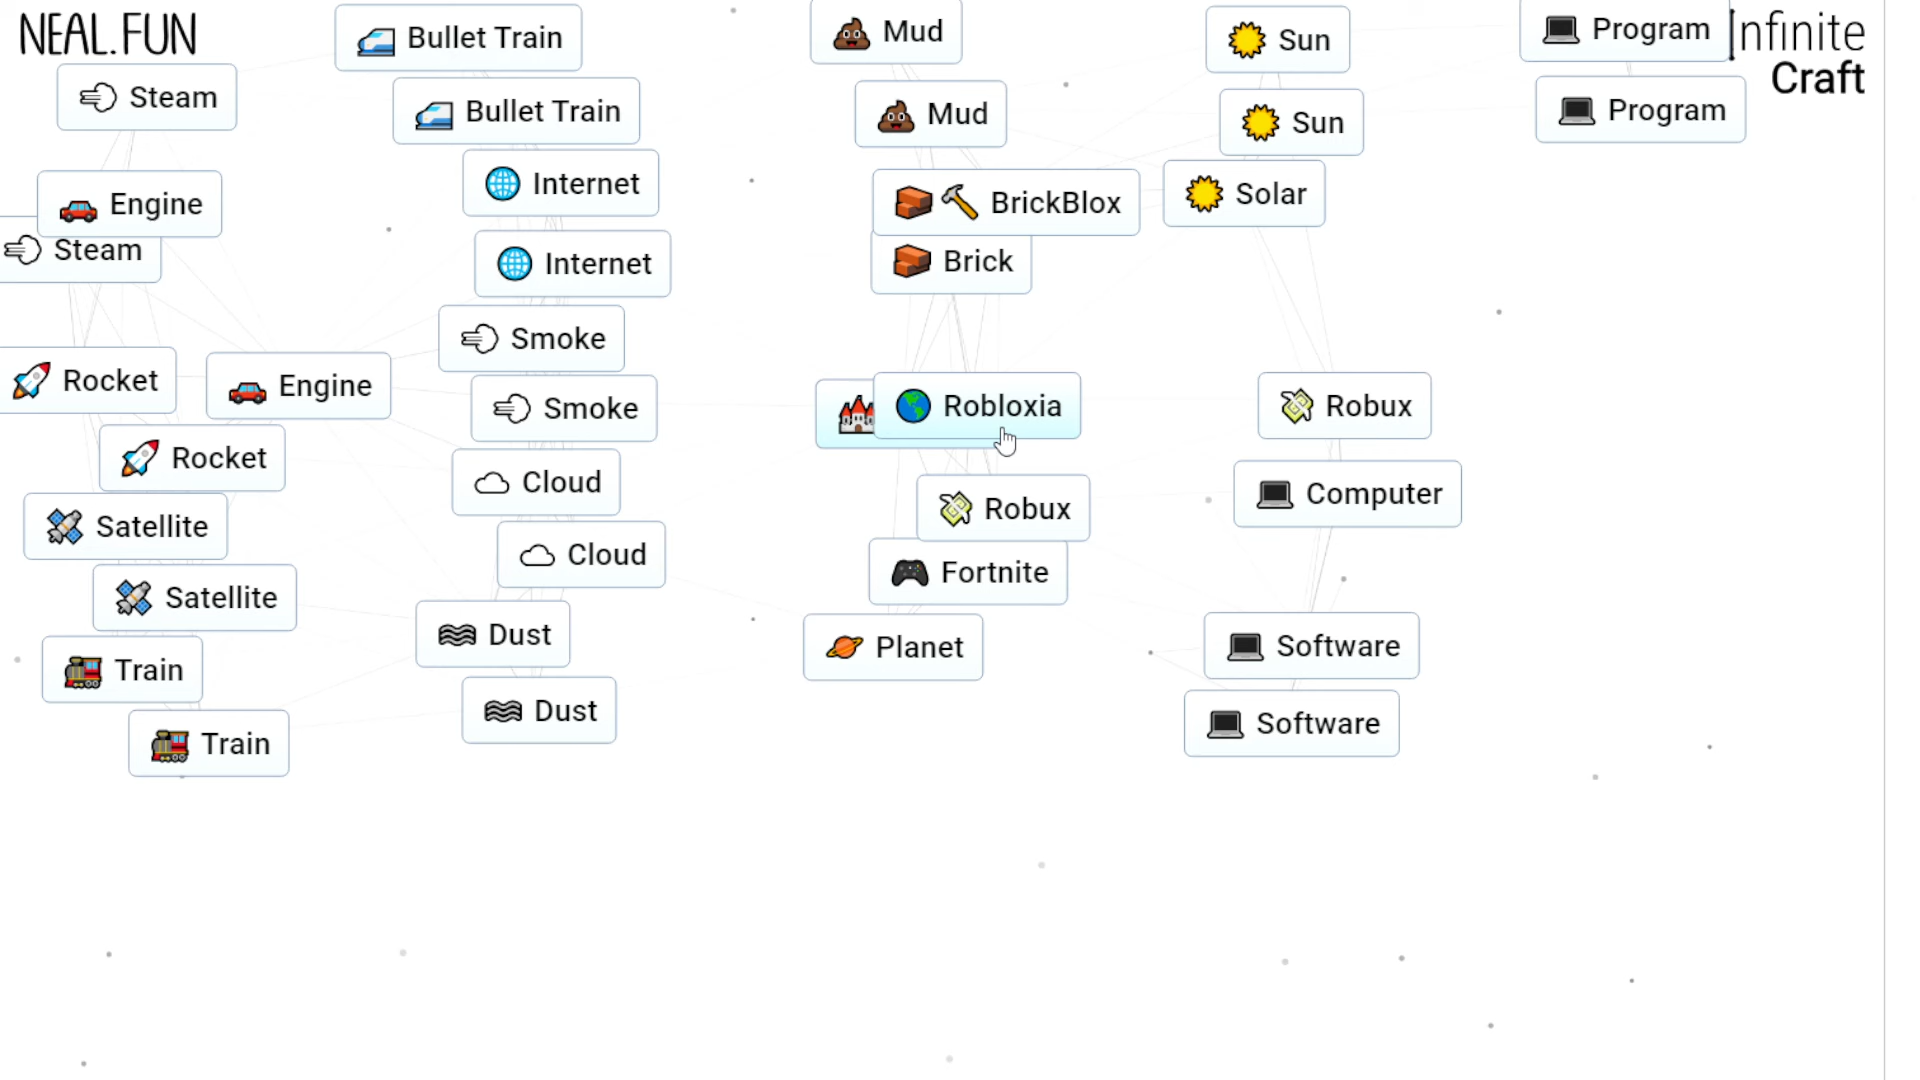 NEAL.FUN
Infinite
Craft
Steam
Engine
Steam
Rocket
Engine
Rocket
Satellite
Satellite
Train
Train
Bullet Train
Bullet Train
Internet
Internet
Smoke
Smoke
Cloud
Cloud
Dust
Dust
Mud
Mud
BrickBlox
Brick
Robloxia
Robux
Fortnite
Planet
Sun
Sun
Solar
Robux
Computer
Software
Software
Program
Program